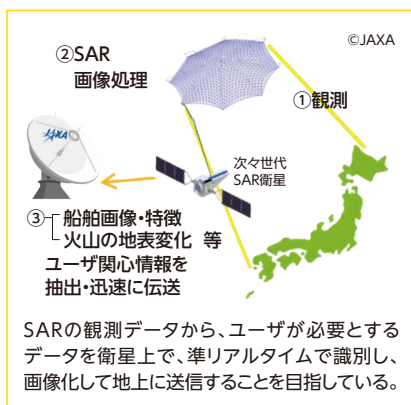 ©JAXA
②SAR
画像処理
①観測
JAXA
次々世代
SAR衛星
③ 船舶画像・特徴
火山の地表変化 等
ユーザ関心情報を
抽出・迅速に伝送
SARの観測データから、ユーザが必要とする
データを衛星上で、準リアルタイムで識別し、
画像化して地上に送信することを目指している。